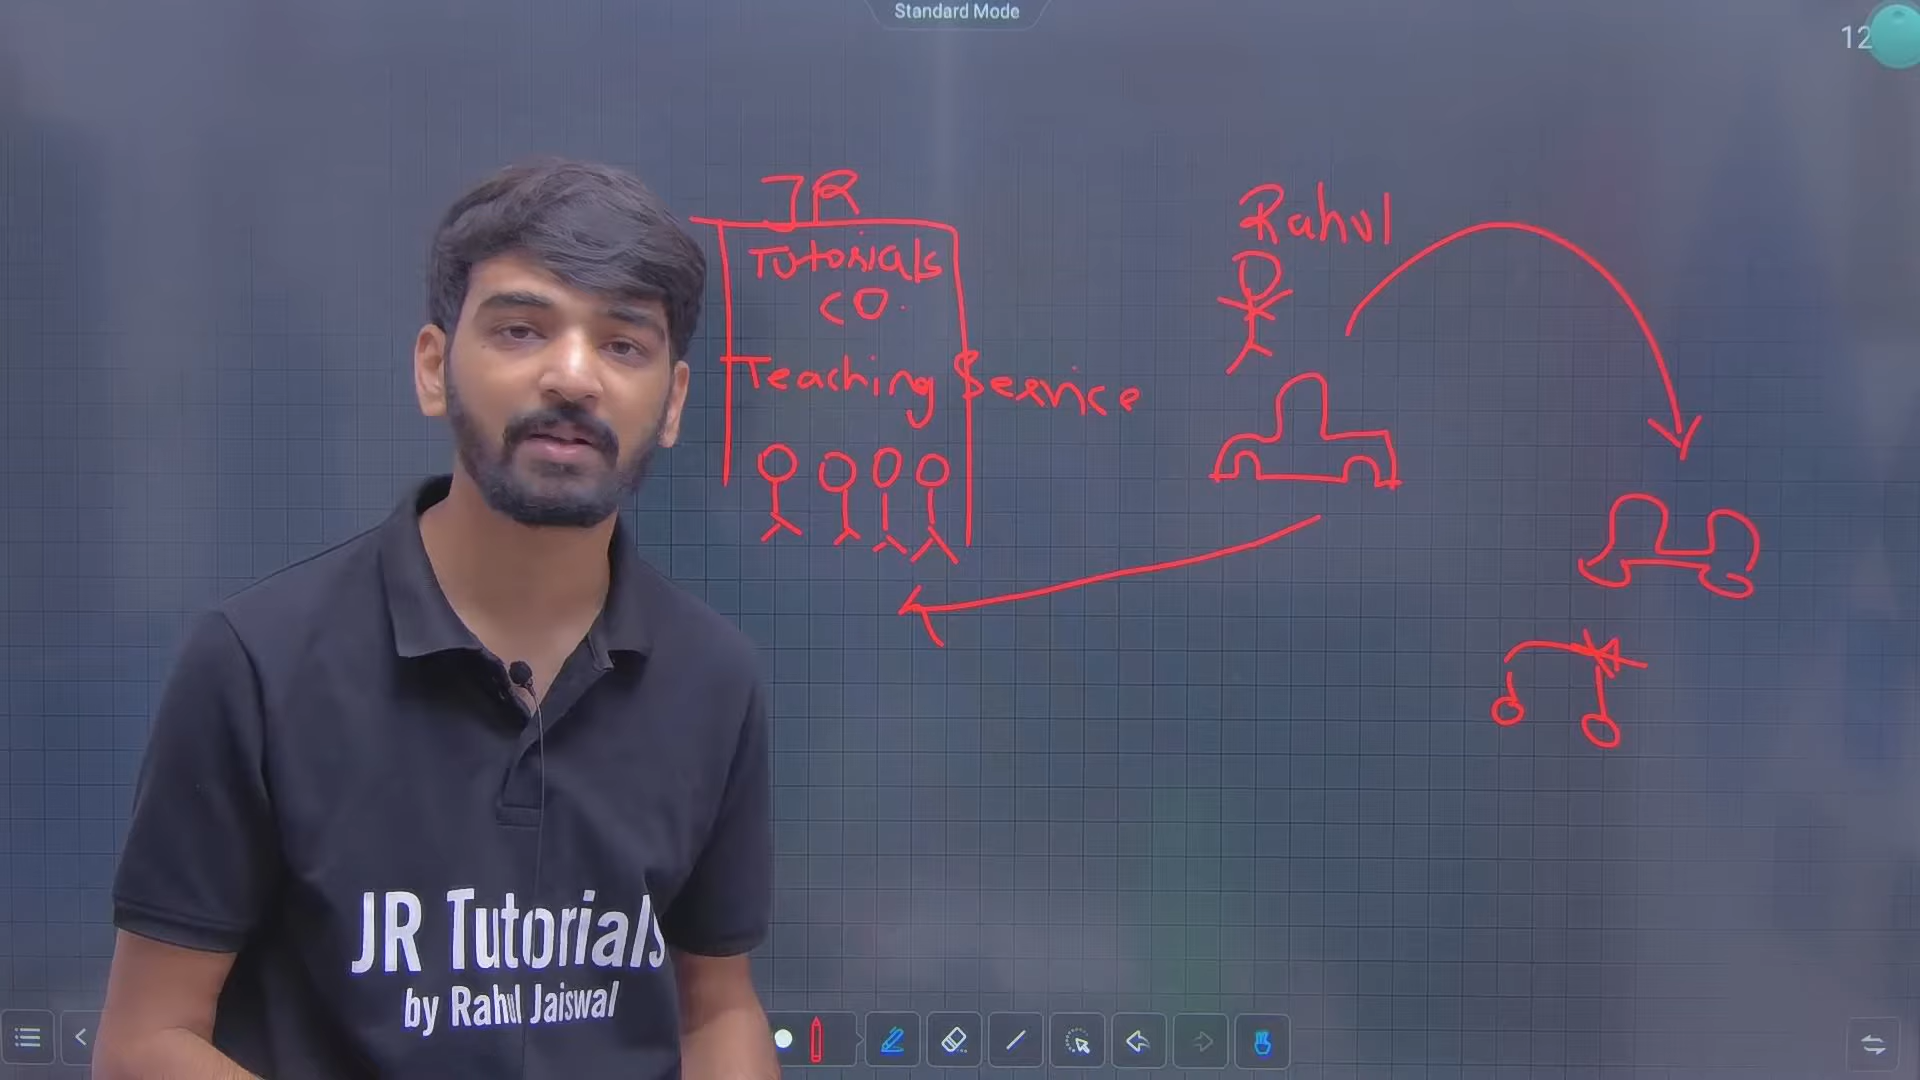 Standard Mode
12
JR
Tutorials
CO.
Teaching Service
Rahul
JR Tutorials
by Rahul Jaiswal